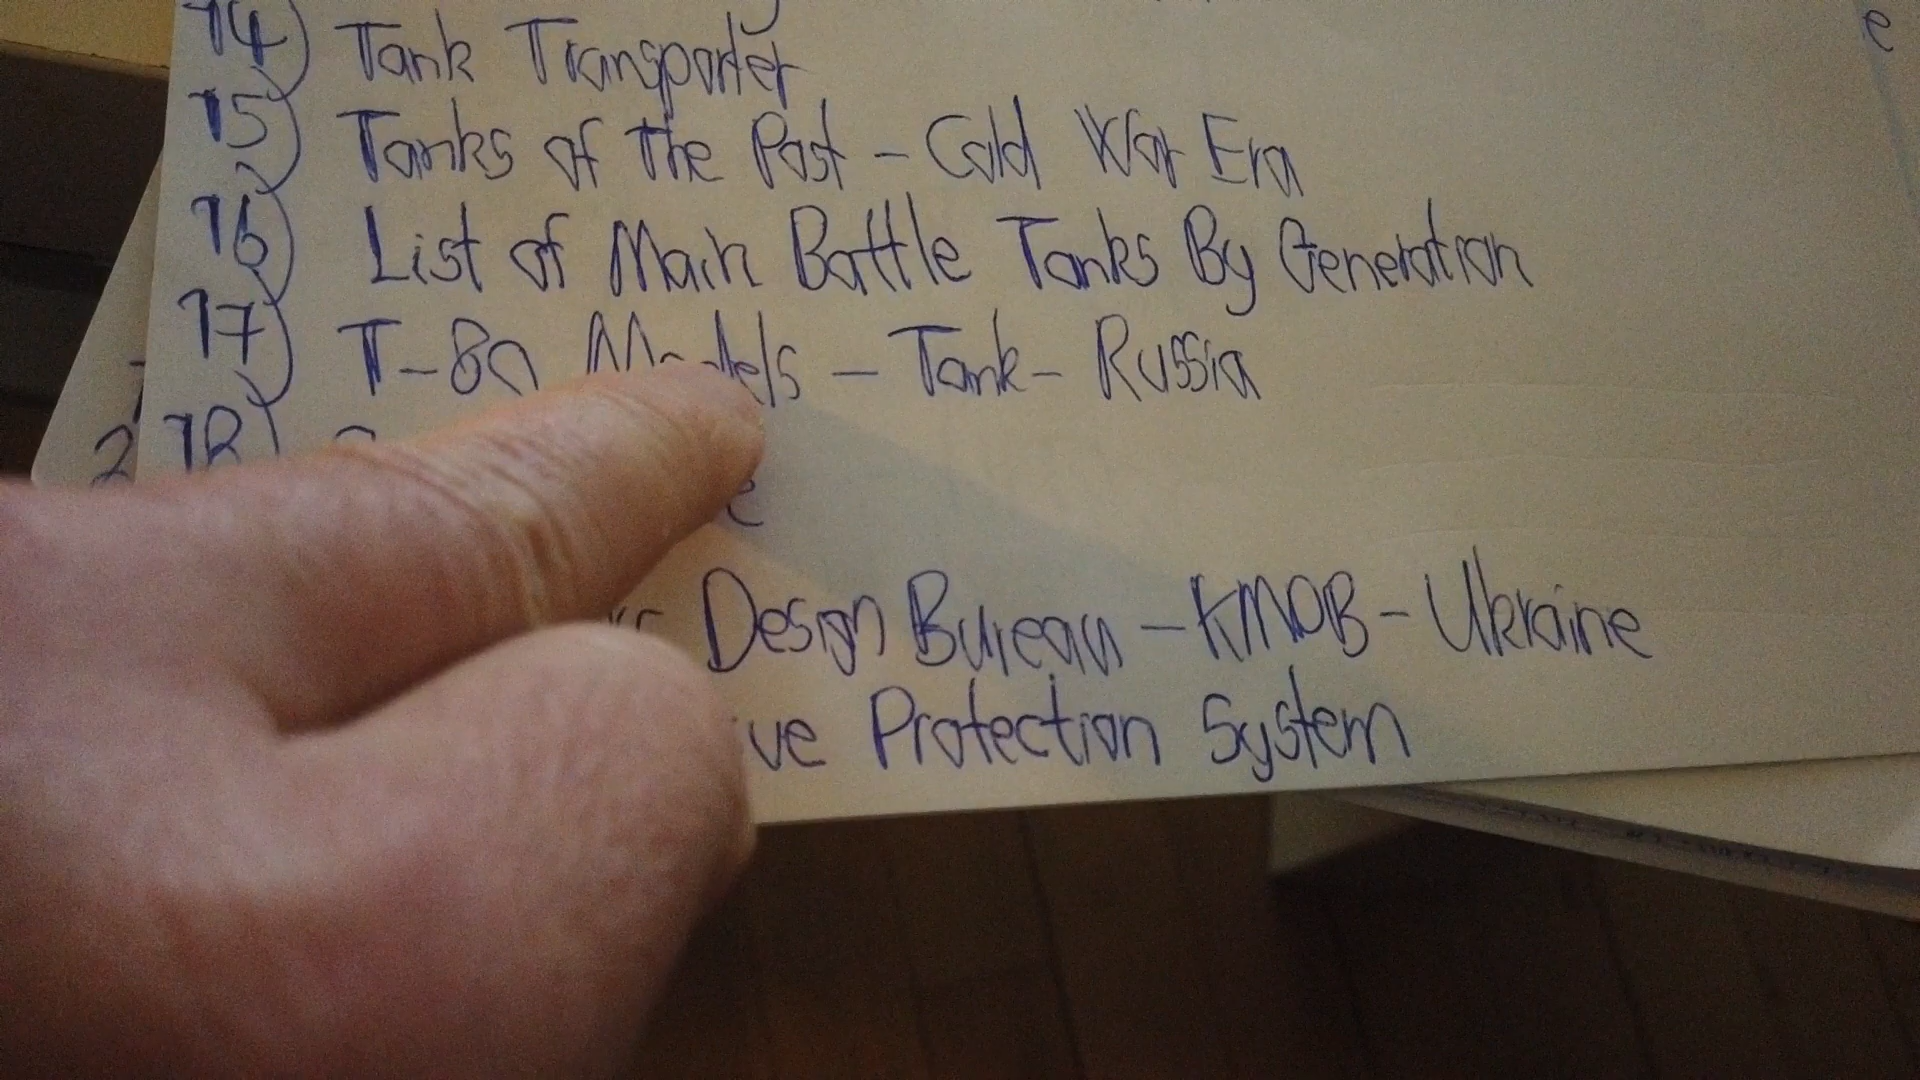 14) Tank Transporter
15) Tanks of the Past - Cold War Era
16) List of Main Battle Tanks By Generation
17) T-80 Models - Tank - Russia
18)
Design Bureau - KMDB - Ukraine
Protection System